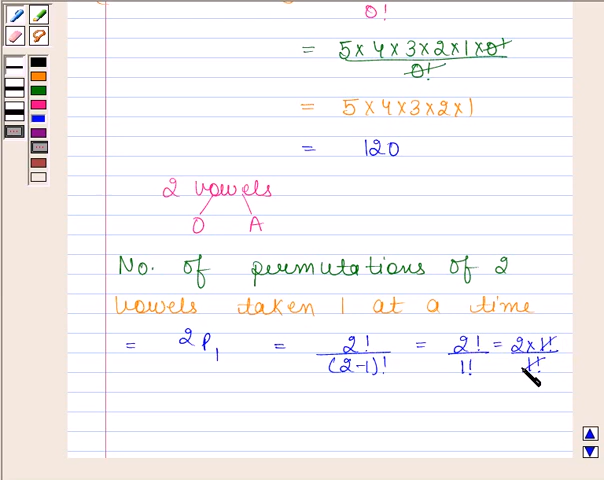 0!
= 5 × 4 × 3 × 2 × 1 × 0! / 0!
= 5 × 4 × 3 × 2 × 1
= 120
2 vowels
O A
No. of permutations of 2
vowels taken 1 at a time
= 2P₁ = 2! / (2-1)! = 2! / 1! = 2 × 1! / 1!